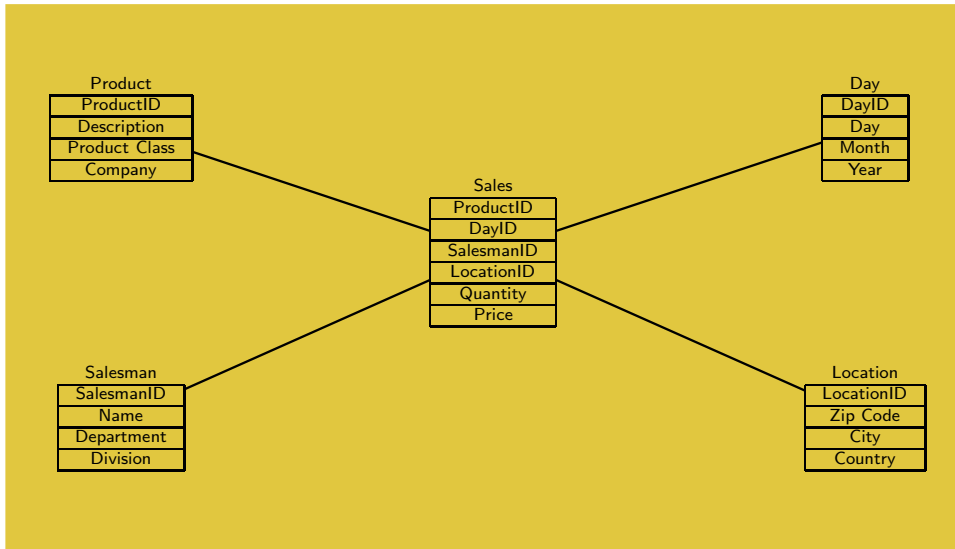 Product
ProductID
Description
Product Class
Company
Day
DayID
Day
Month
Year
Sales
ProductID
DayID
SalesmanID
LocationID
Quantity
Price
Salesman
SalesmanID
Name
Department
Division
Location
LocationID
Zip Code
City
Country